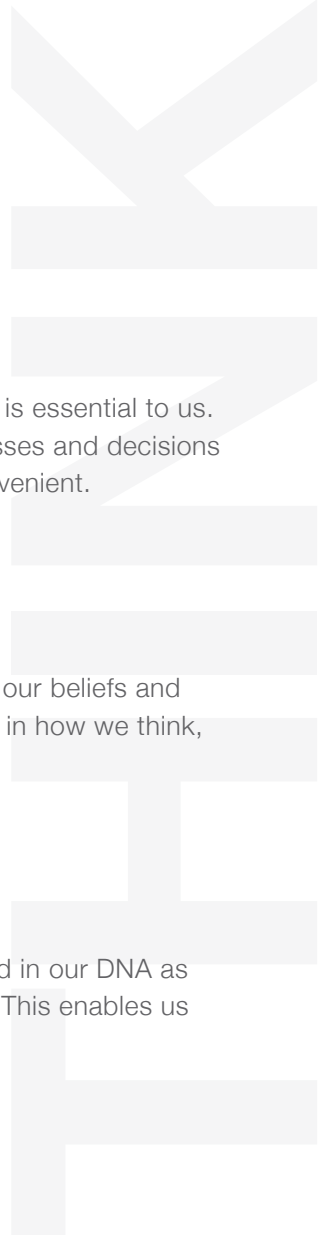 THINK
is essential to us.
sses and decisions
venient.
our beliefs and
in how we think,
d in our DNA as
This enables us